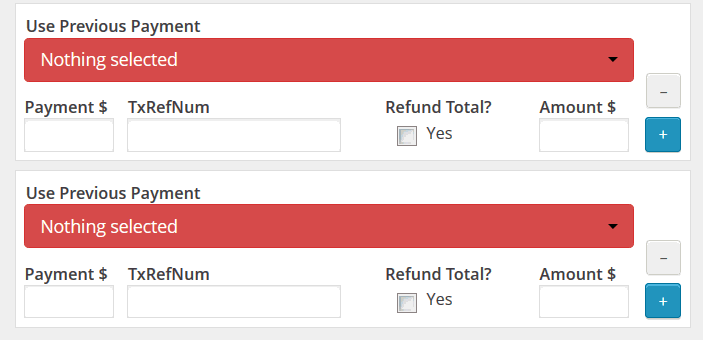 Use Previous Payment
Nothing selected
–
Payment $ TxRefNum Refund Total? Amount $
Yes
+
Use Previous Payment
Nothing selected
–
Payment $ TxRefNum Refund Total? Amount $
Yes
+